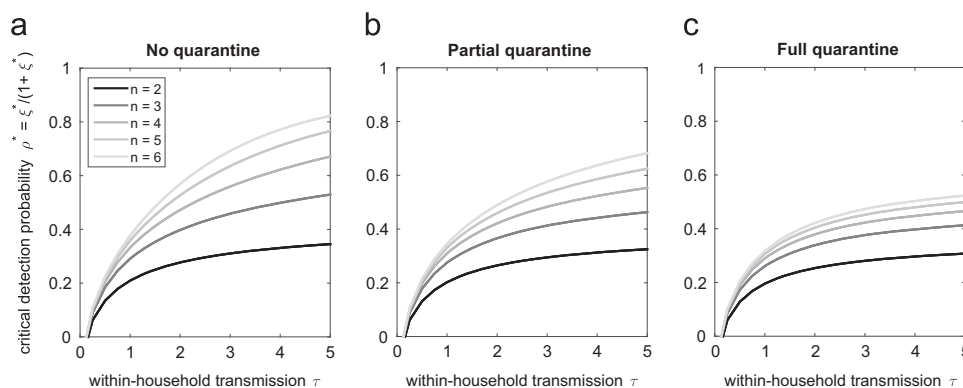 a
No quarantine
critical detection probability ρ* = ξ*/(1+ ξ*)
1
0.8
0.6
0.4
0.2
0
n = 2
n = 3
n = 4
n = 5
n = 6
0 1 2 3 4 5
within-household transmission τ
b
Partial quarantine
1
0.8
0.6
0.4
0.2
0
0 1 2 3 4 5
within-household transmission τ
c
Full quarantine
1
0.8
0.6
0.4
0.2
0
0 1 2 3 4 5
within-household transmission τ